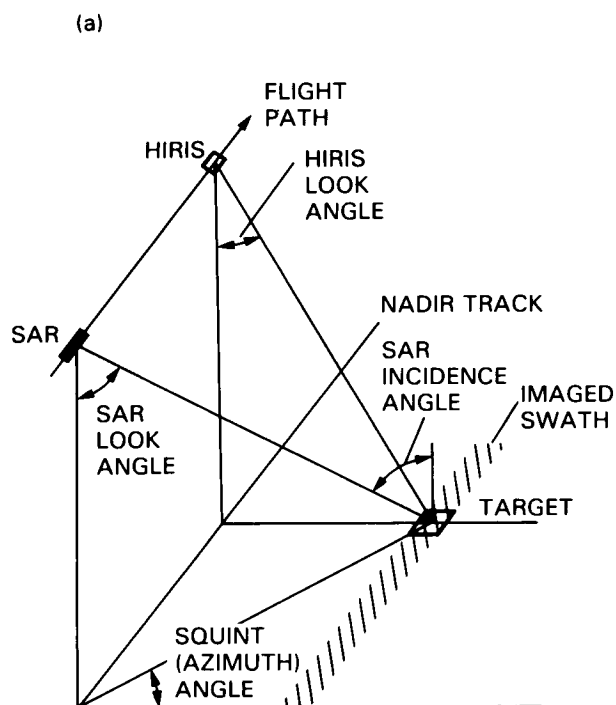 (a)
FLIGHT
PATH
HIRIS
HIRIS
LOOK
ANGLE
NADIR TRACK
SAR
SAR
INCIDENCE
ANGLE
IMAGED
SWATH
SAR
LOOK
ANGLE
TARGET
SQUINT
(AZIMUTH)
ANGLE